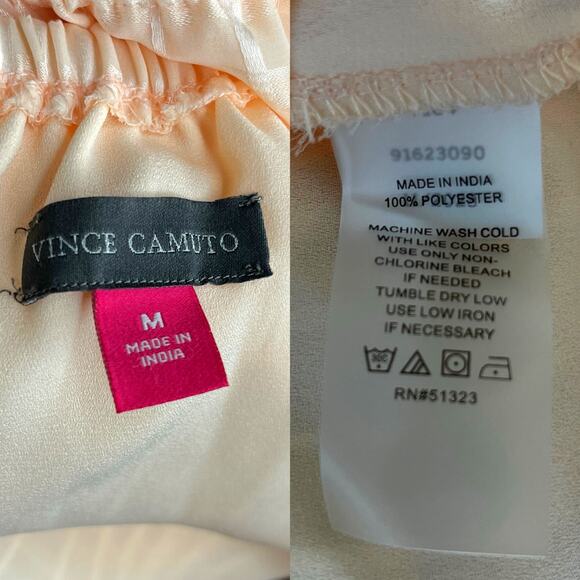 VINCE CAMUTO
M
MADE IN
INDIA
91623090
MADE IN INDIA
100% POLYESTER
MACHINE WASH COLD
WITH LIKE COLORS
USE ONLY NON-
CHLORINE BLEACH
IF NEEDED
TUMBLE DRY LOW
USE LOW IRON
IF NECESSARY
30C
RN#51323